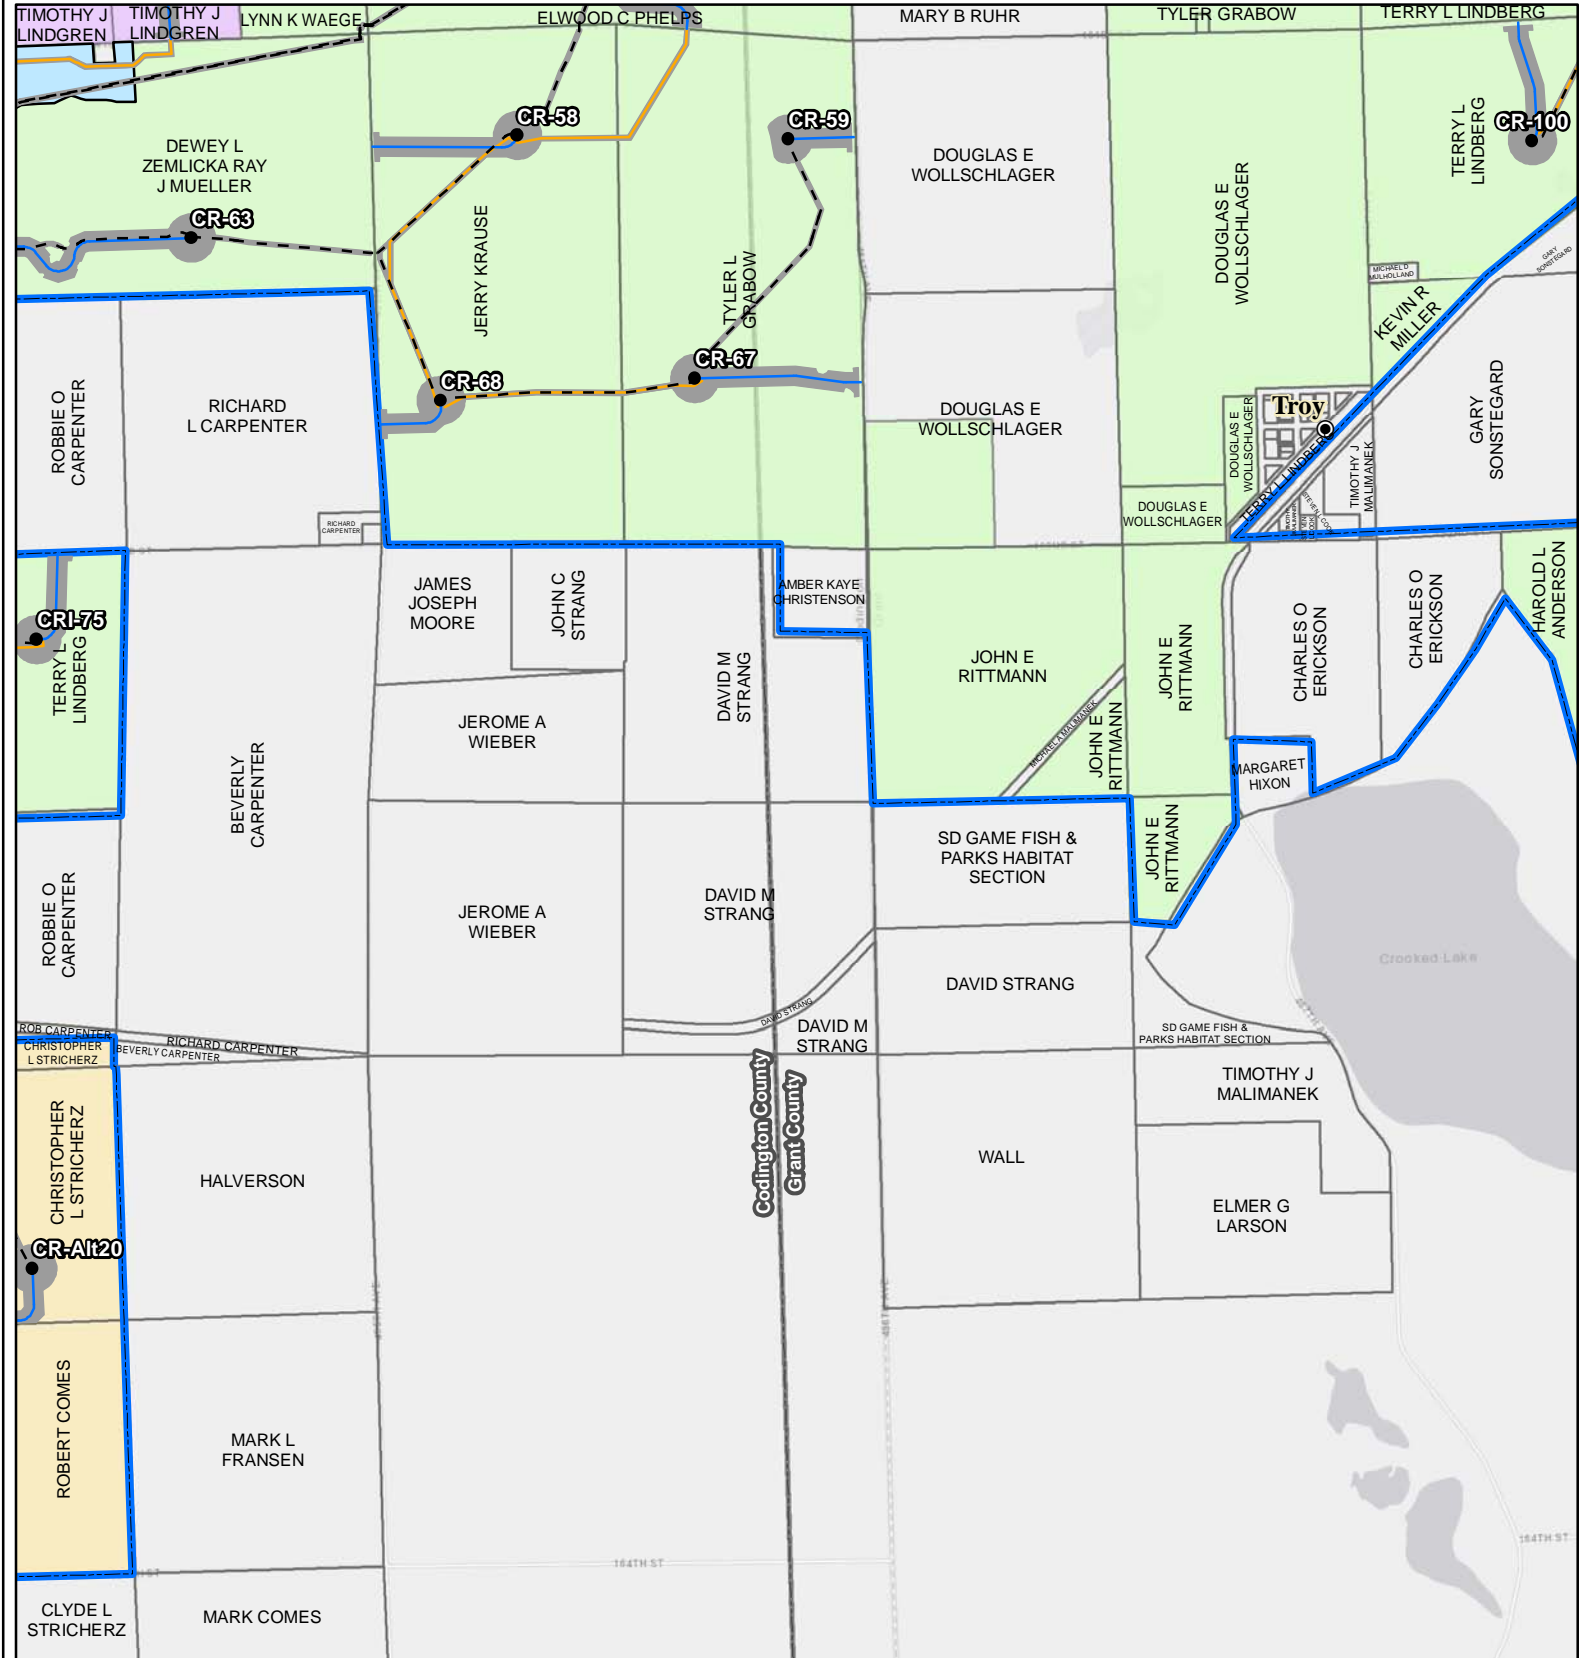 TIMOTHY J
LINDGREN
TIMOTHY J
LINDGREN
LYNN K WAEGE
ELWOOD C PHELPS
MARY B RUHR
TYLER GRABOW
TERRY L LINDBERG
CR-58
CR-59
CR-100
TERRY L
LINDBERG
DEWEY L
ZEMLICKA RAY
J MUELLER
DOUGLAS E
WOLLSCHLAGER
DOUGLAS E
WOLLSCHLAGER
CR-63
JERRY KRAUSE
TYLER L
GRABOW
GARY
SONSTEGARD
MICHAEL D
MULHOLLAND
KEVIN R
MILLER
CR-67
CR-68
ROBBIE O
CARPENTER
RICHARD
L CARPENTER
DOUGLAS E
WOLLSCHLAGER
Troy
DOUGLAS E
WOLLSCHLAGER
GARY
SONSTEGARD
TERRY L LINDBERG
TIMOTHY J
MALIMANEK
RICHARD
CARPENTER
DOUGLAS E
WOLLSCHLAGER
JAMES
JOSEPH
MOORE
JOHN C
STRANG
AMBER KAYE
CHRISTENSON
CHARLES O
ERICKSON
CHARLES O
ERICKSON
HAROLD L
ANDERSON
CRI-75
TERRY L
LINDBERG
DAVID M
STRANG
JOHN E
RITTMANN
JOHN E
RITTMANN
JEROME A
WIEBER
MICHAEL A MALIMANEK
JOHN E
RITTMANN
MARGARET
HIXON
BEVERLY
CARPENTER
SD GAME FISH &
PARKS HABITAT
SECTION
JOHN E
RITTMANN
ROBBIE O
CARPENTER
JEROME A
WIEBER
DAVID M
STRANG
Crooked Lake
DAVID STRANG
DAVID STRANG
DAVID M
STRANG
SD GAME FISH &
PARKS HABITAT SECTION
ROB CARPENTER
RICHARD CARPENTER
CHRISTOPHER
L STRICHERZ
BEVERLY CARPENTER
TIMOTHY J
MALIMANEK
Codington County
Grant County
CHRISTOPHER
L STRICHERZ
HALVERSON
WALL
ELMER G
LARSON
CR-Alt20
ROBERT COMES
MARK L
FRANSEN
164TH ST
164TH ST
CLYDE L
STRICHERZ
MARK COMES